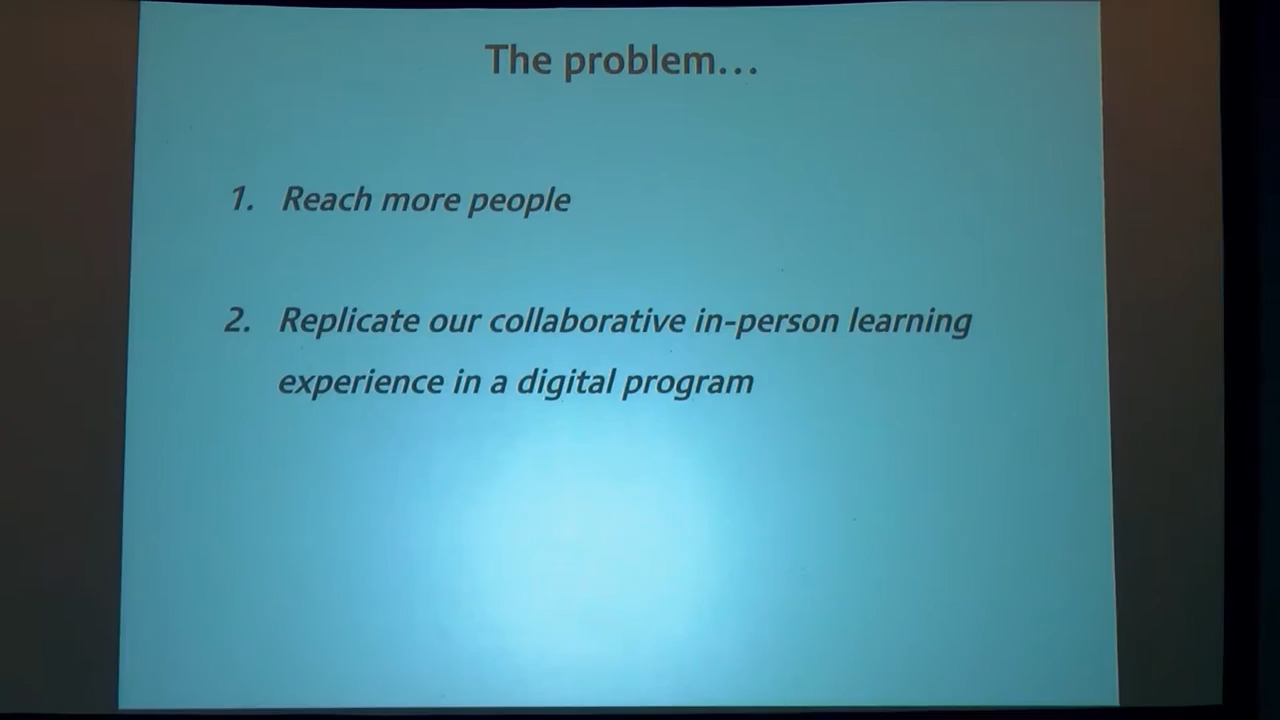 The problem…
1. Reach more people
2. Replicate our collaborative in-person learning
experience in a digital program